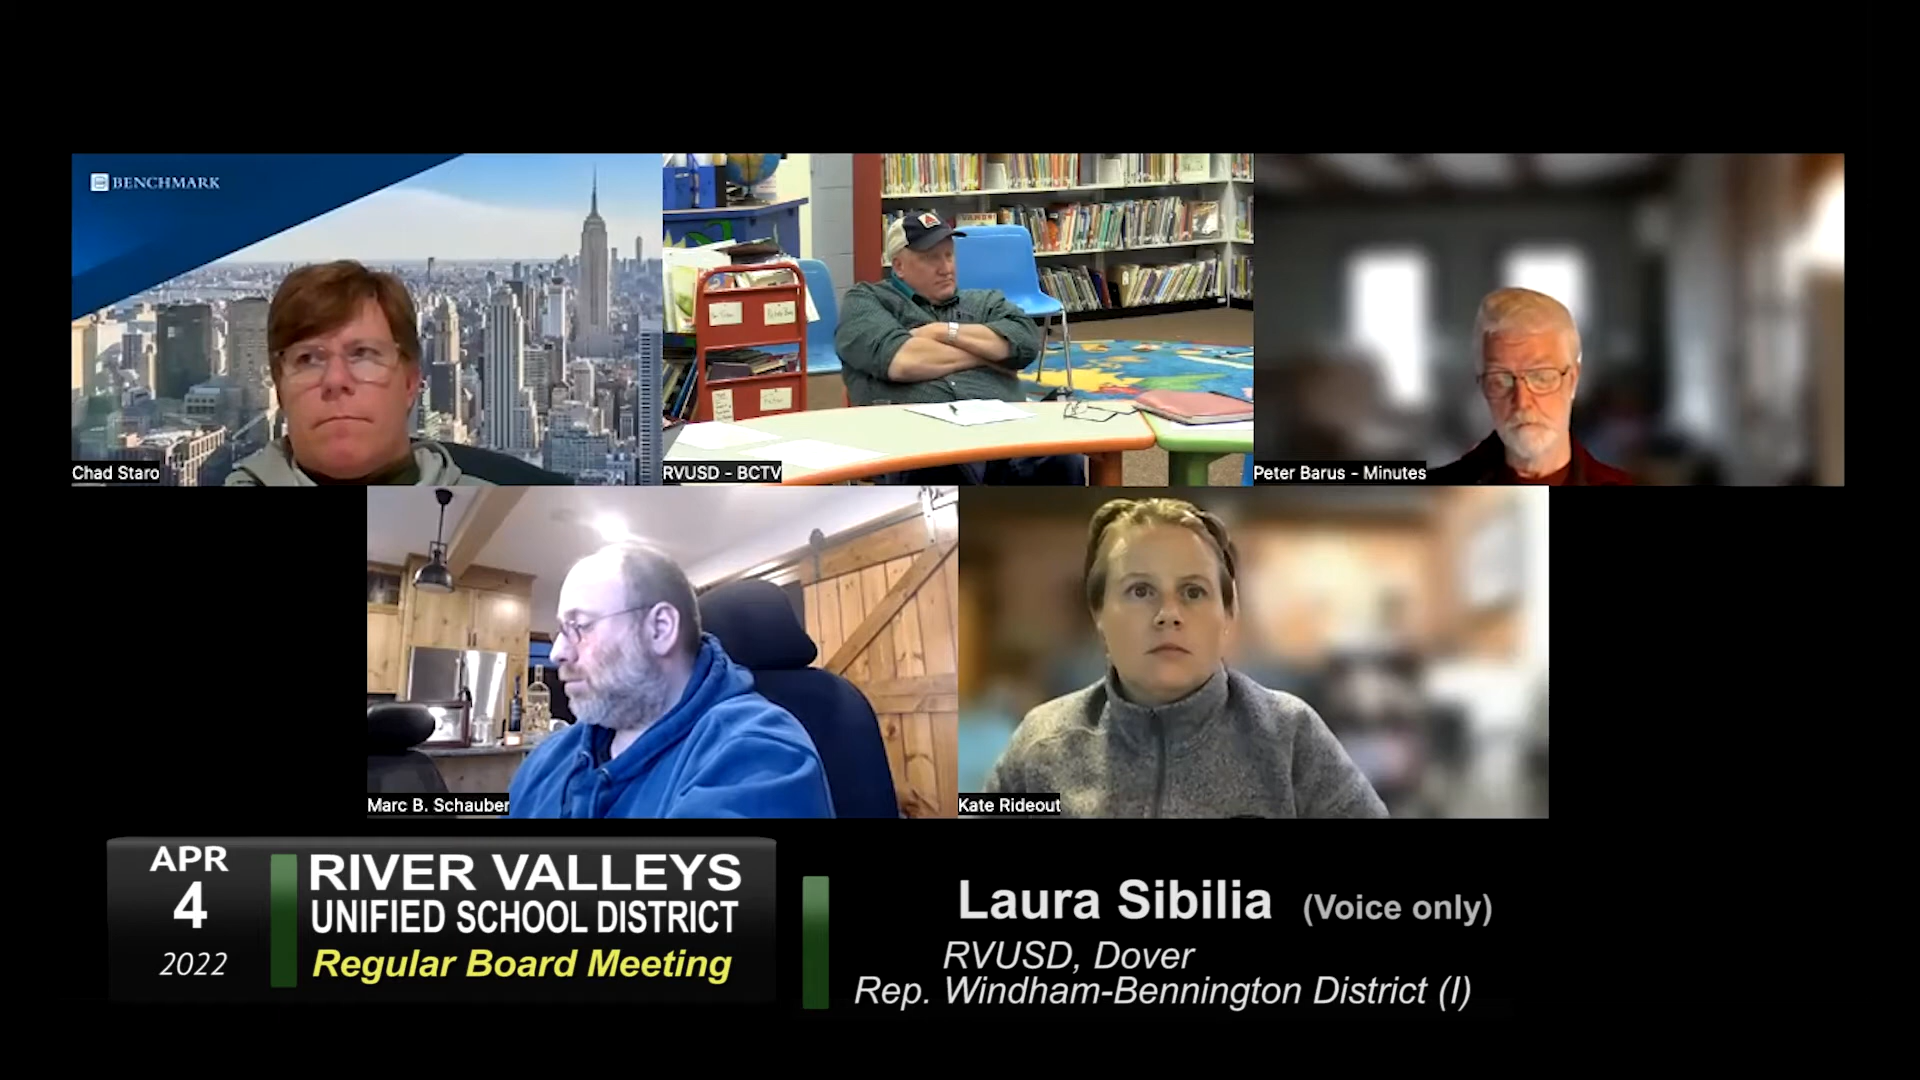 BENCHMARK
Chad Staro
RVUSD - BCTV
Peter Barus - Minutes
Marc B. Schauber
Kate Rideout
APR
4
2022
RIVER VALLEYS
UNIFIED SCHOOL DISTRICT
Regular Board Meeting
Laura Sibilia (Voice only)
RVUSD, Dover
Rep. Windham-Bennington District (I)